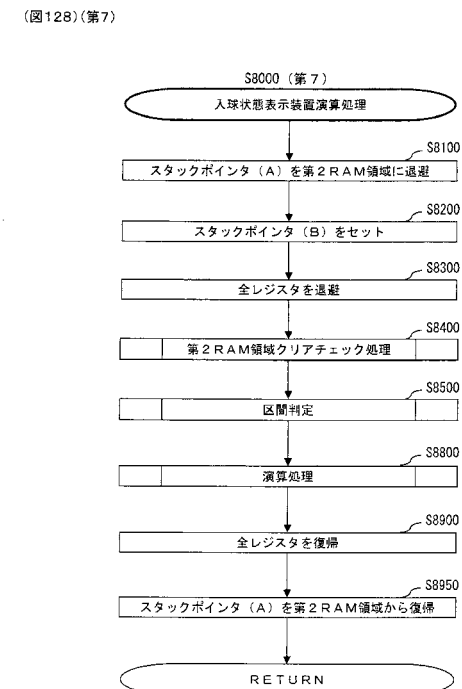 (図128)(第7)
S8000 (第7)
入球状態表示装置演算処理
S8100
スタックポインタ(A)を第2RAM領域に退避
S8200
スタックポインタ(B)をセット
S8300
全レジスタを退避
S8400
第2RAM領域クリアチェック処理
S8500
区間判定
S8800
演算処理
S8900
全レジスタを復帰
S8950
スタックポインタ(A)を第2RAM領域から復帰
RETURN